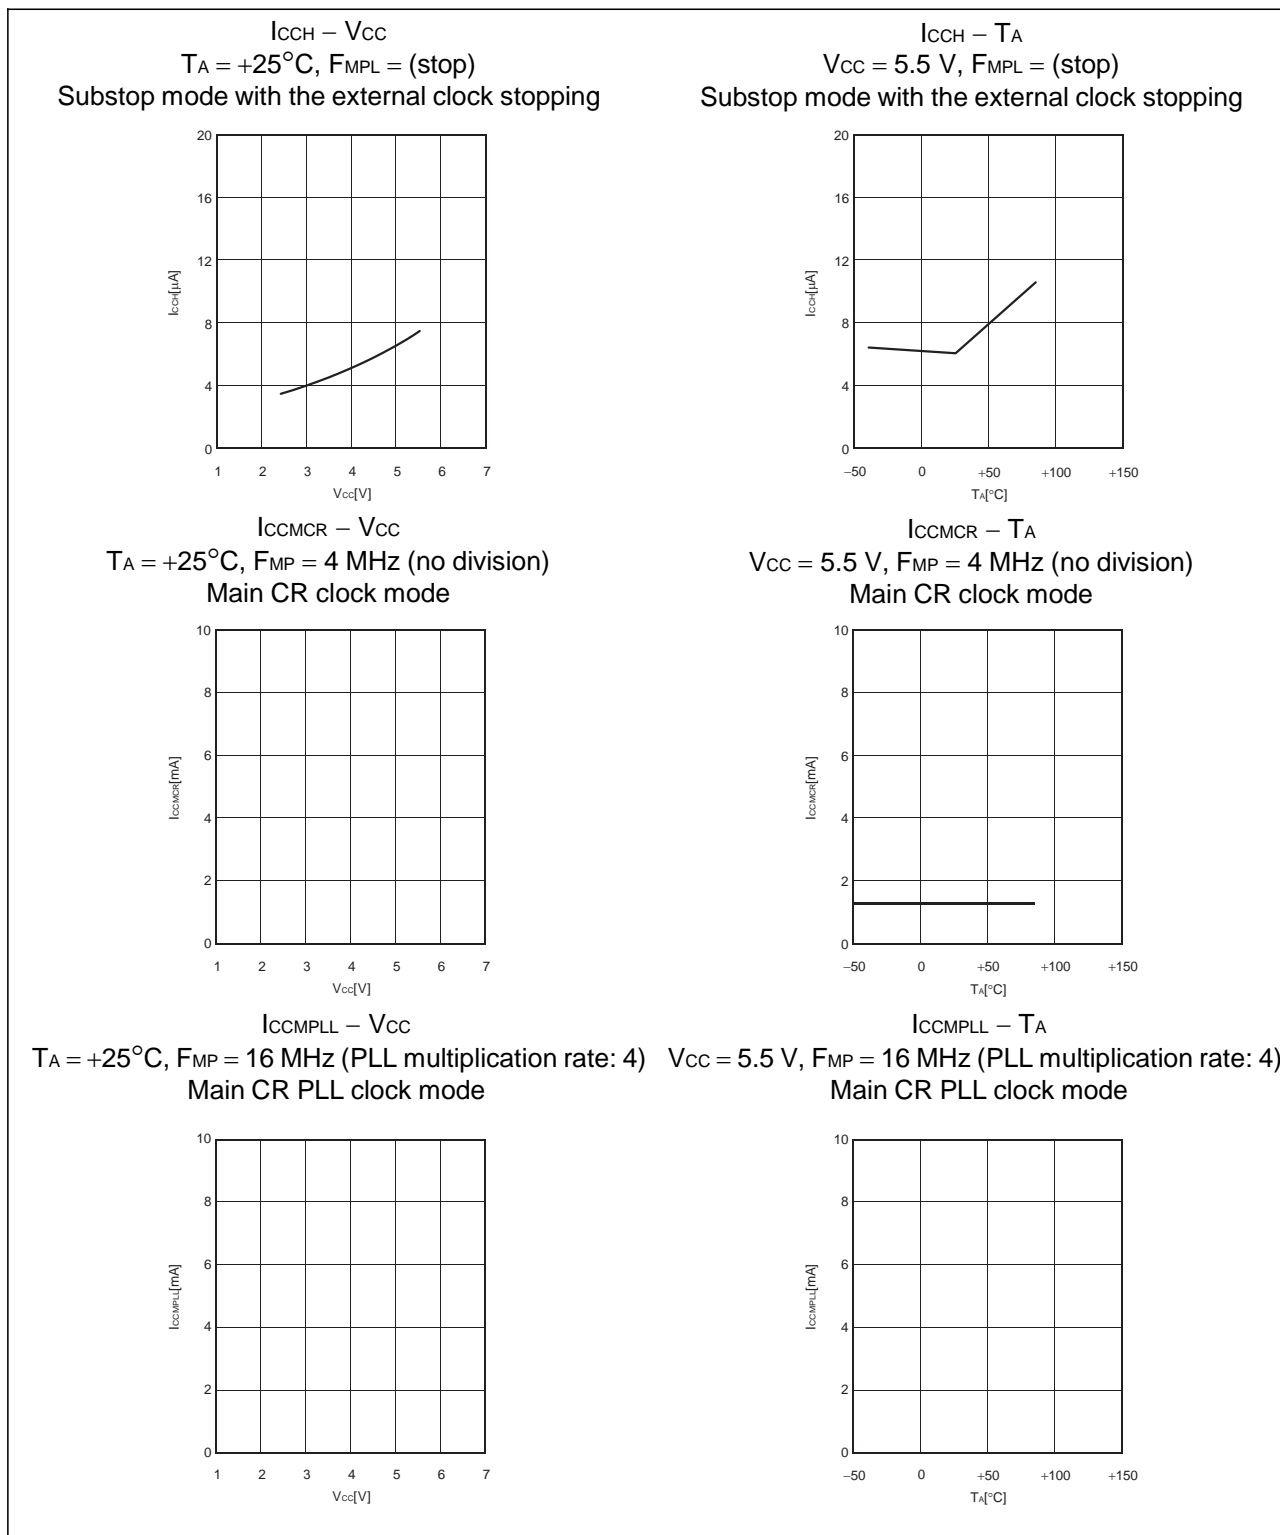 ICCH − VCC
TA = +25°C, FMPL = (stop)
Substop mode with the external clock stopping
20
16
12
8
4
0
ICCH[μA]
1 2 3 4 5 6 7
VCC[V]
ICCH − TA
VCC = 5.5 V, FMPL = (stop)
Substop mode with the external clock stopping
20
16
12
8
4
0
ICCH[μA]
−50 0 +50 +100 +150
TA[°C]
ICCMCR − VCC
TA = +25°C, FMP = 4 MHz (no division)
Main CR clock mode
10
8
6
4
2
0
ICCMCR[mA]
1 2 3 4 5 6 7
VCC[V]
ICCMCR − TA
VCC = 5.5 V, FMP = 4 MHz (no division)
Main CR clock mode
10
8
6
4
2
0
ICCMCR[mA]
−50 0 +50 +100 +150
TA[°C]
ICCMPLL − VCC
TA = +25°C, FMP = 16 MHz (PLL multiplication rate: 4)
Main CR PLL clock mode
10
8
6
4
2
0
ICCMPLL[mA]
1 2 3 4 5 6 7
VCC[V]
ICCMPLL − TA
VCC = 5.5 V, FMP = 16 MHz (PLL multiplication rate: 4)
Main CR PLL clock mode
10
8
6
4
2
0
ICCMPLL[mA]
−50 0 +50 +100 +150
TA[°C]